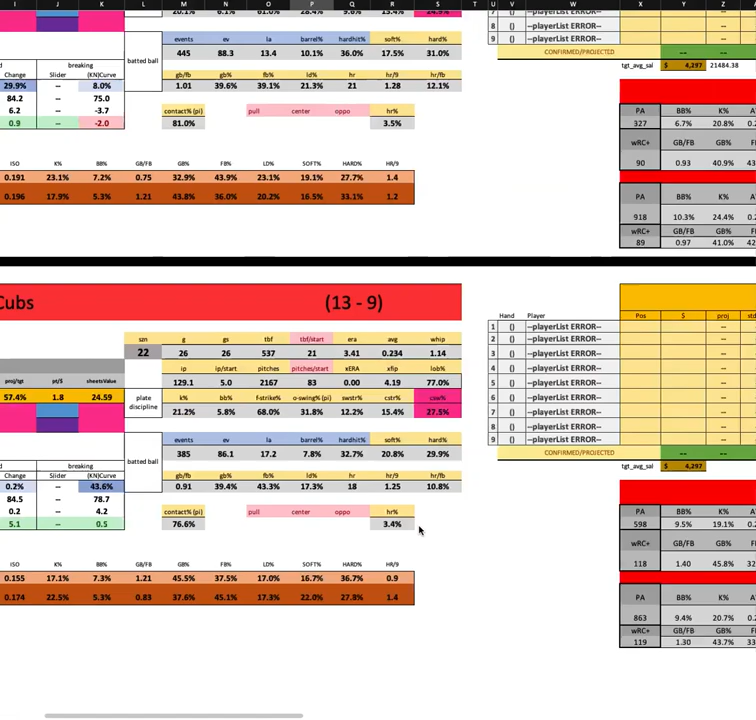 I J K L M N O P Q R S T U V W X Y Z
20.1% 6.1% 61.0% 28.4% 9.6% 15.4% 24.9% 7 --playerList ERROR-- --
8 --playerList ERROR-- --
9 --playerList ERROR-- --
events ev la barrel% hardhit% soft% hard%
445 88.3 13.4 10.1% 36.0% 17.5% 31.0% CONFIRMED/PROJECTED -- --
breaking batted ball tgt_avg_sal $ 4,297 21484.38
Change Slider (KN)Curve gb/fb gb% fb% ld% hr hr/9 hr/fb
29.9% -- 8.0% 1.01 39.6% 39.1% 21.3% 21 1.28 12.1%
84.2 -- 75.0
6.2 -- -3.7 contact% (pi) pull center oppo hr% PA BB% K%
0.9 -- -2.0 81.0% 3.5% 327 6.7% 20.8%
wRC+ GB/FB GB%
90 0.93 40.9%
ISO K% BB% GB/FB GB% FB% LD% SOFT% HARD% HR/9
0.191 23.1% 7.2% 0.75 32.9% 43.9% 23.1% 19.1% 27.7% 1.4
0.196 17.9% 5.3% 1.21 43.8% 36.0% 20.2% 16.5% 33.1% 1.2 PA BB% K%
918 10.3% 24.4%
wRC+ GB/FB GB%
89 0.97 41.0%
Cubs (13 - 9)
Hand Player Pos $ proj
1 () --playerList ERROR-- --
2 () --playerList ERROR-- --
3 () --playerList ERROR-- --
4 () --playerList ERROR-- --
5 () --playerList ERROR-- --
6 () --playerList ERROR-- --
7 () --playerList ERROR-- --
8 () --playerList ERROR-- --
9 () --playerList ERROR-- --
szn g gs tbf tbf/start era avg whip
22 26 26 537 21 3.41 0.234 1.14
ip ip/start pitches pitches/start xERA xfip lob%
proj/tgt pt/$ sheetsValue 129.1 5.0 2167 83 0.00 4.19 77.0%
57.4% 1.8 24.59 plate discipline k% bb% f-strike% o-swing% (pi) swstr% cstr% csw%
21.2% 5.8% 68.0% 31.8% 12.2% 15.4% 27.5%
events ev la barrel% hardhit% soft% hard%
385 86.1 17.2 7.8% 32.7% 20.8% 29.9% CONFIRMED/PROJECTED -- --
breaking batted ball tgt_avg_sal $ 4,297
Slider (KN)Curve gb/fb gb% fb% ld% hr hr/9 hr/fb
0.2% -- 43.6% 0.91 39.4% 43.3% 17.3% 18 1.25 10.8%
84.5 -- 78.7
0.2 -- 4.2 contact% (pi) pull center oppo hr% PA BB% K%
5.1 -- 0.5 76.6% 3.4% 598 9.5% 19.1%
wRC+ GB/FB GB%
118 1.40 45.8%
ISO K% BB% GB/FB GB% FB% LD% SOFT% HARD% HR/9
0.155 17.1% 7.3% 1.21 45.5% 37.5% 17.0% 16.7% 36.7% 0.9
0.174 22.5% 5.3% 0.83 37.6% 45.1% 17.3% 22.0% 27.8% 1.4 PA BB% K%
863 9.4% 20.7%
wRC+ GB/FB GB%
119 1.30 43.7%